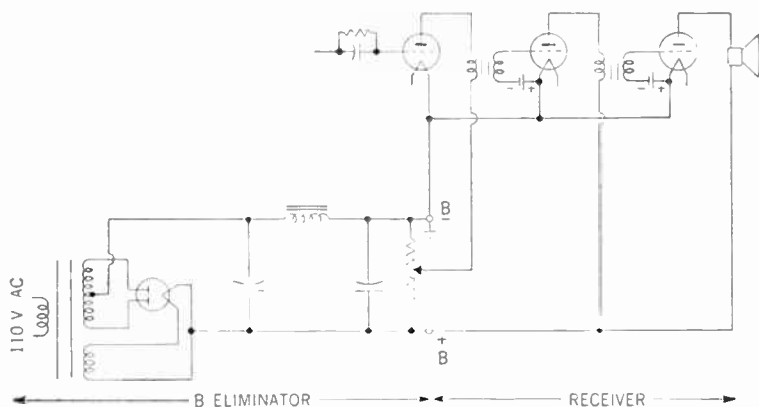 - +
- +
B
-
110 V AC
+
B
B ELIMINATOR
RECEIVER